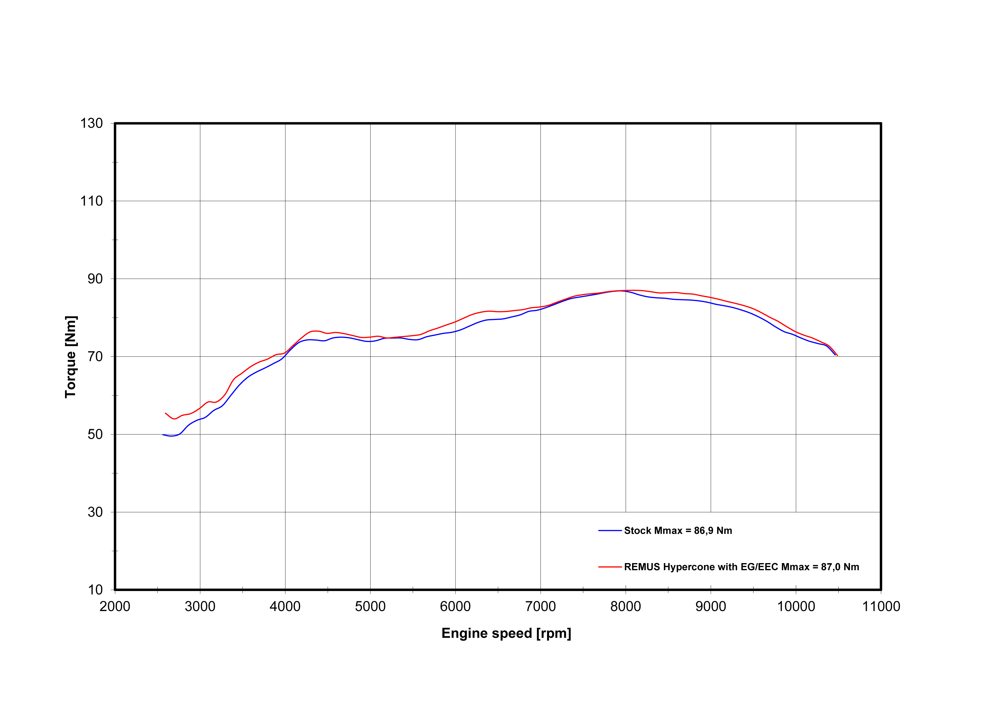 130
110
90
70
50
30
10
Torque [Nm]
Stock Mmax = 86,9 Nm
REMUS Hypercone with EG/EEC Mmax = 87,0 Nm
2000 3000 4000 5000 6000 7000 8000 9000 10000 11000
Engine speed [rpm]